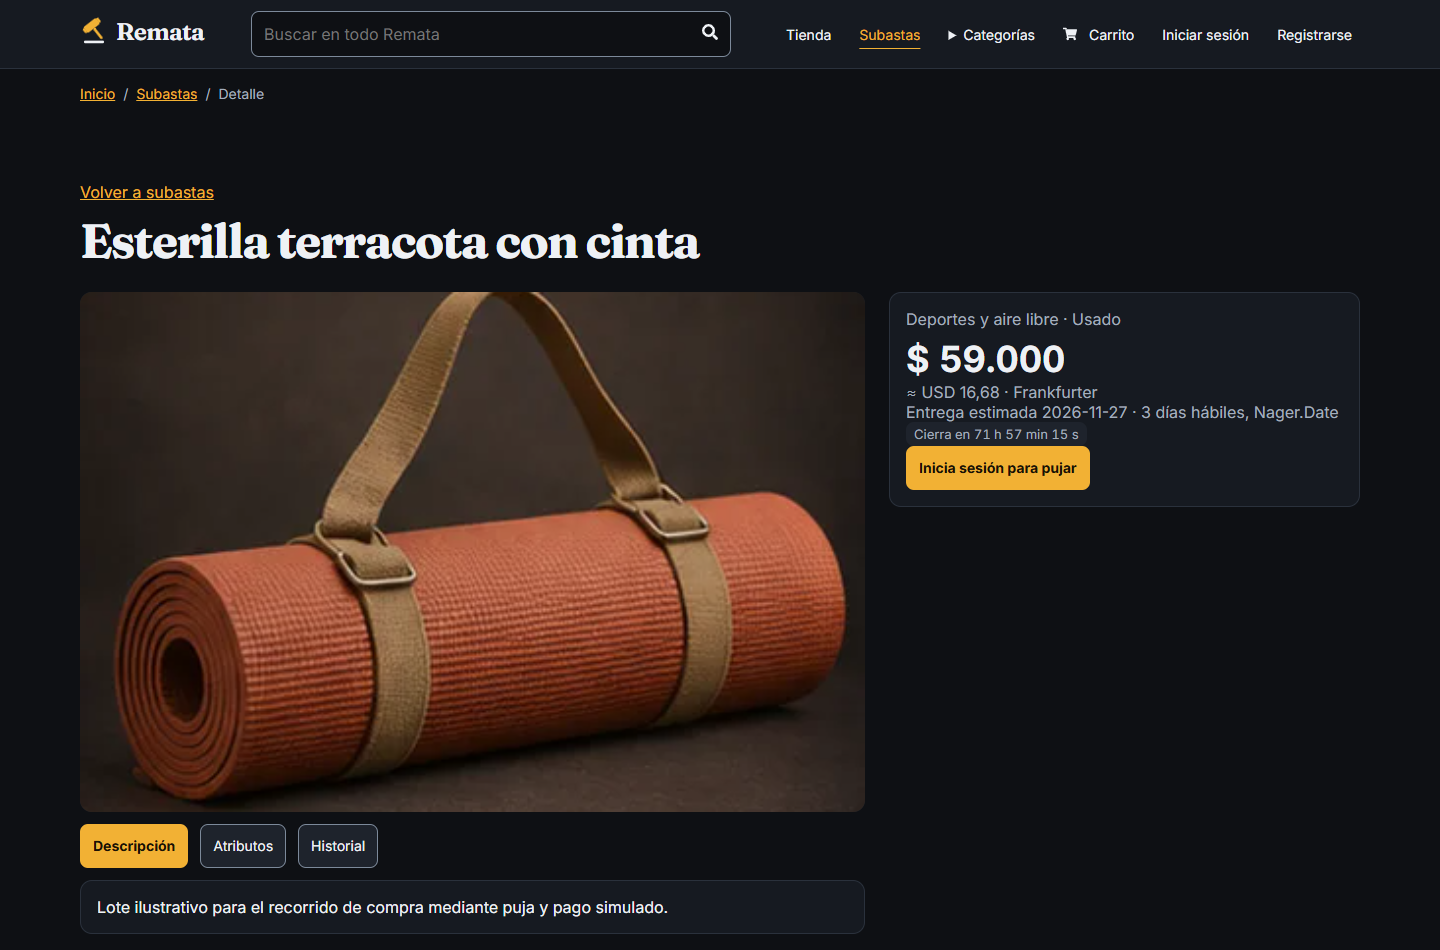 Remata
Buscar en todo Remata
Tienda
Subastas
Categorías
Carrito
Iniciar sesión
Registrarse
Inicio / Subastas / Detalle
Volver a subastas
Esterilla terracota con cinta
Deportes y aire libre · Usado
$ 59.000
≈ USD 16,68 · Frankfurter
Entrega estimada 2026-11-27 · 3 días hábiles, Nager.Date
Cierra en 71 h 57 min 15 s
Inicia sesión para pujar
Descripción
Atributos
Historial
Lote ilustrativo para el recorrido de compra mediante puja y pago simulado.